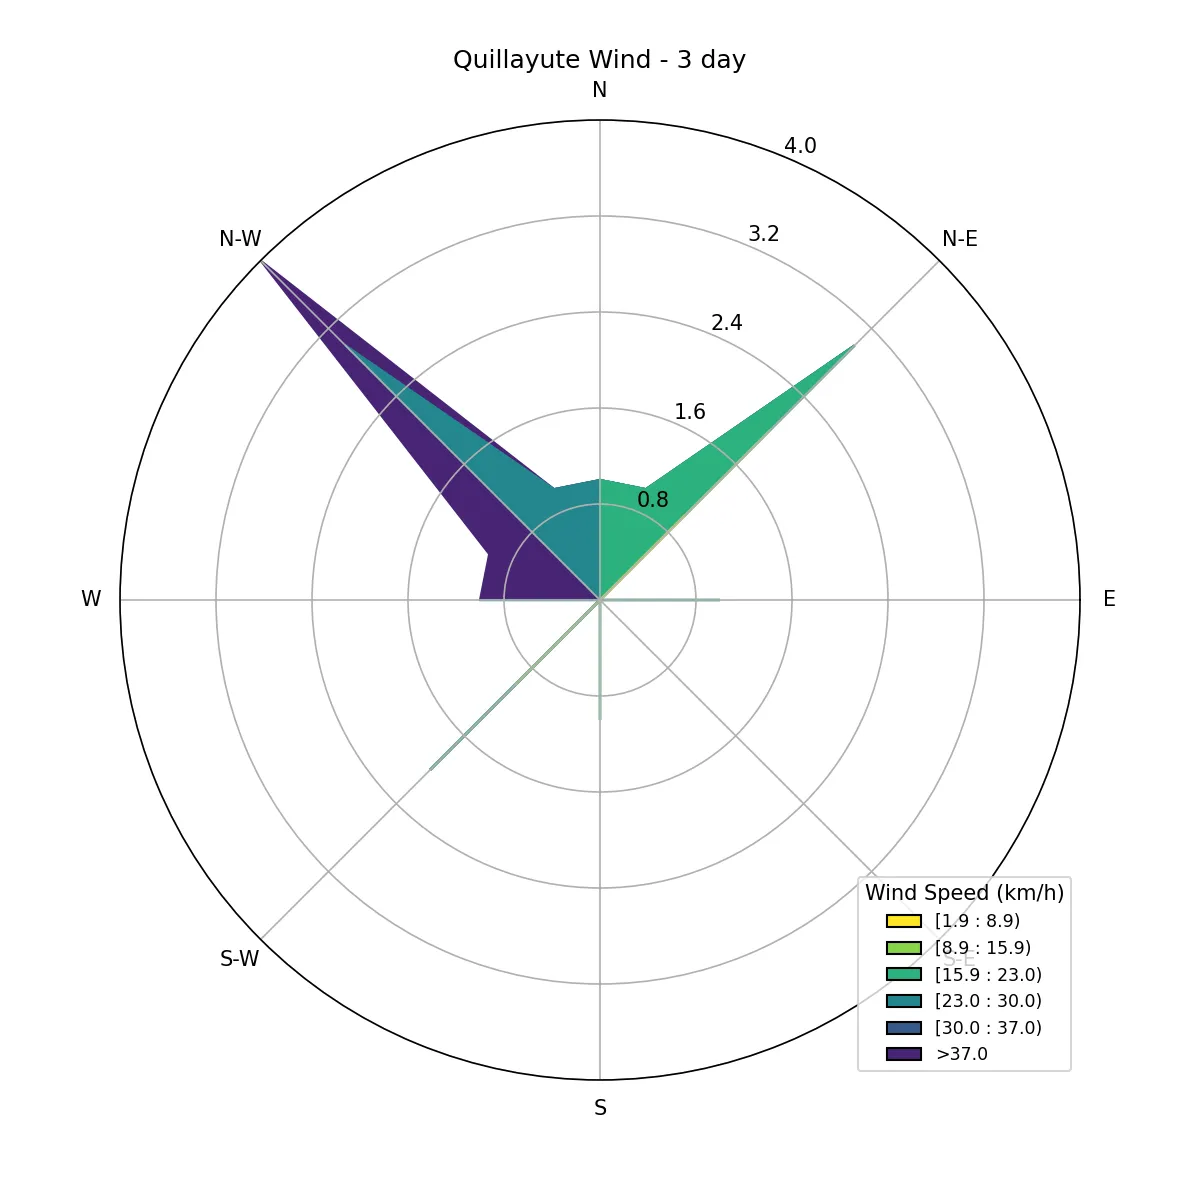 Quillayute Wind - 3 day
N
4.0
N-W
3.2
N-E
2.4
1.6
0.8
W
E
S-W
S-E
S
Wind Speed (km/h)
[1.9 : 8.9)
[8.9 : 15.9)
[15.9 : 23.0)
[23.0 : 30.0)
[30.0 : 37.0)
>37.0